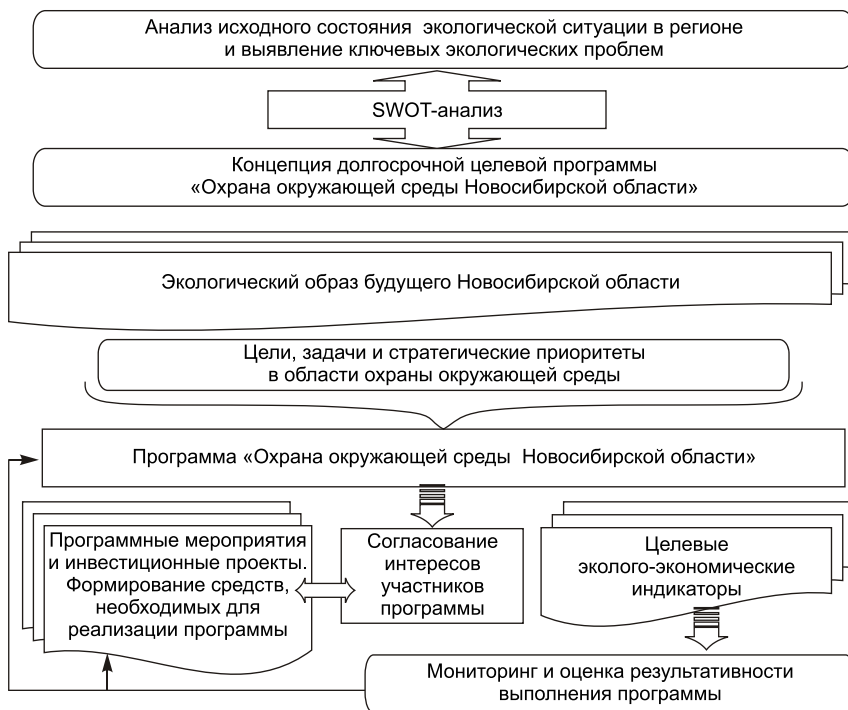 Анализ исходного состояния экологической ситуации в регионе
и выявление ключевых экологических проблем
SWOT-анализ
Концепция долгосрочной целевой программы
«Охрана окружающей среды Новосибирской области»
Экологический образ будущего Новосибирской области
Цели, задачи и стратегические приоритеты
в области охраны окружающей среды
Программа «Охрана окружающей среды Новосибирской области»
Программные мероприятия
и инвестиционные проекты.
Формирование средств,
необходимых для
реализации программы
Согласование
интересов
участников
программы
Целевые
эколого-экономические
индикаторы
Мониторинг и оценка результативности
выполнения программы